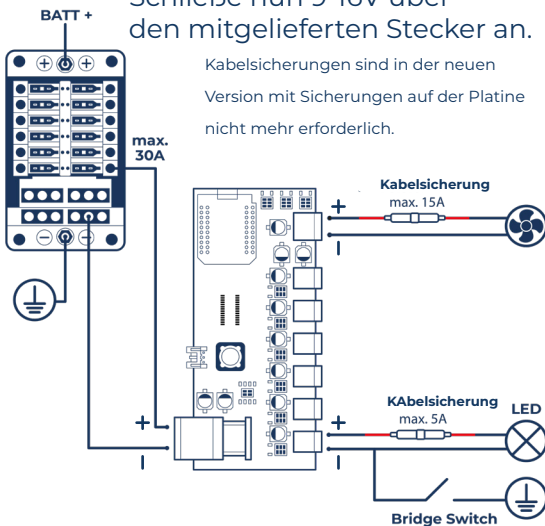 Schließe nun 9-16V über
den mitgelieferten Stecker an.
BATT +
Kabelsicherungen sind in der neuen
Version mit Sicherungen auf der Platine
nicht mehr erforderlich.
max.
30A
Kabelsicherung
max. 15A
+
-
+
-
KAbelsicherung
max. 5A
LED
+
-
Bridge Switch